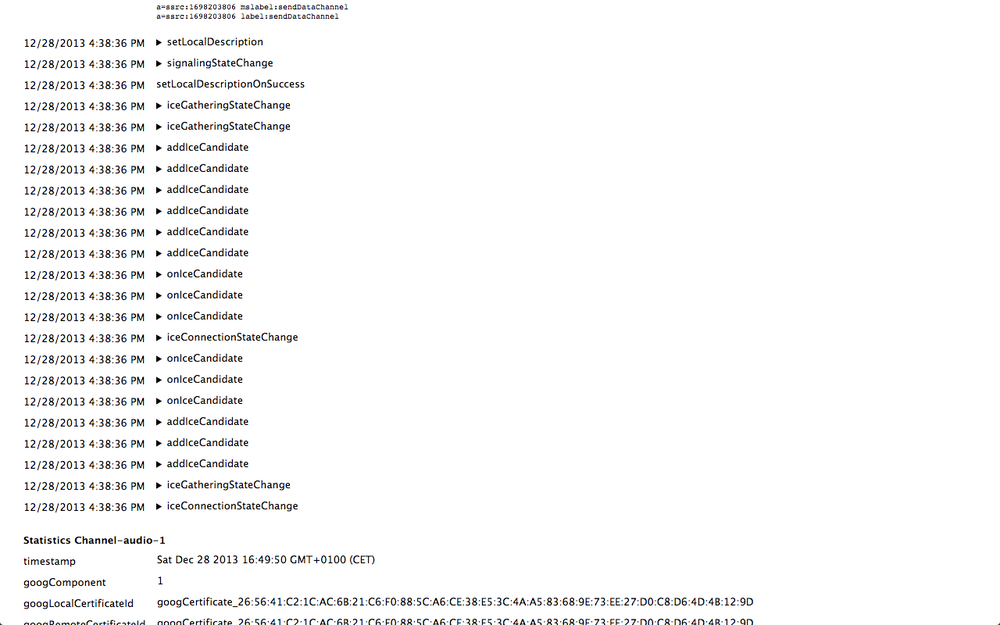 a=ssrc:1698203806 mslabel:sendDataChannel
a=ssrc:1698203806 label:sendDataChannel
12/28/2013 4:38:36 PM ▶ setLocalDescription
12/28/2013 4:38:36 PM ▶ signalingStateChange
12/28/2013 4:38:36 PM setLocalDescriptionOnSuccess
12/28/2013 4:38:36 PM ▶ iceGatheringStateChange
12/28/2013 4:38:36 PM ▶ iceGatheringStateChange
12/28/2013 4:38:36 PM ▶ addIceCandidate
12/28/2013 4:38:36 PM ▶ addIceCandidate
12/28/2013 4:38:36 PM ▶ addIceCandidate
12/28/2013 4:38:36 PM ▶ addIceCandidate
12/28/2013 4:38:36 PM ▶ addIceCandidate
12/28/2013 4:38:36 PM ▶ addIceCandidate
12/28/2013 4:38:36 PM ▶ onIceCandidate
12/28/2013 4:38:36 PM ▶ onIceCandidate
12/28/2013 4:38:36 PM ▶ onIceCandidate
12/28/2013 4:38:36 PM ▶ iceConnectionStateChange
12/28/2013 4:38:36 PM ▶ onIceCandidate
12/28/2013 4:38:36 PM ▶ onIceCandidate
12/28/2013 4:38:36 PM ▶ onIceCandidate
12/28/2013 4:38:36 PM ▶ addIceCandidate
12/28/2013 4:38:36 PM ▶ addIceCandidate
12/28/2013 4:38:36 PM ▶ addIceCandidate
12/28/2013 4:38:36 PM ▶ iceGatheringStateChange
12/28/2013 4:38:36 PM ▶ iceConnectionStateChange
Statistics Channel-audio-1
timestamp Sat Dec 28 2013 16:49:50 GMT+0100 (CET)
googComponent 1
googLocalCertificateId googCertificate_26:56:41:C2:1C:AC:6B:21:C6:F0:88:5C:A6:CE:38:E5:3C:4A:A5:83:68:9E:73:EE:27:D0:C8:D6:4D:4B:12:9D
googRemoteCertificateId googCertificate_26:56:41:C2:1C:AC:6B:21:C6:F0:88:5C:A6:CE:38:E5:3C:4A:A5:83:68:9E:73:EE:27:D0:C8:D6:4D:4B:12:9D